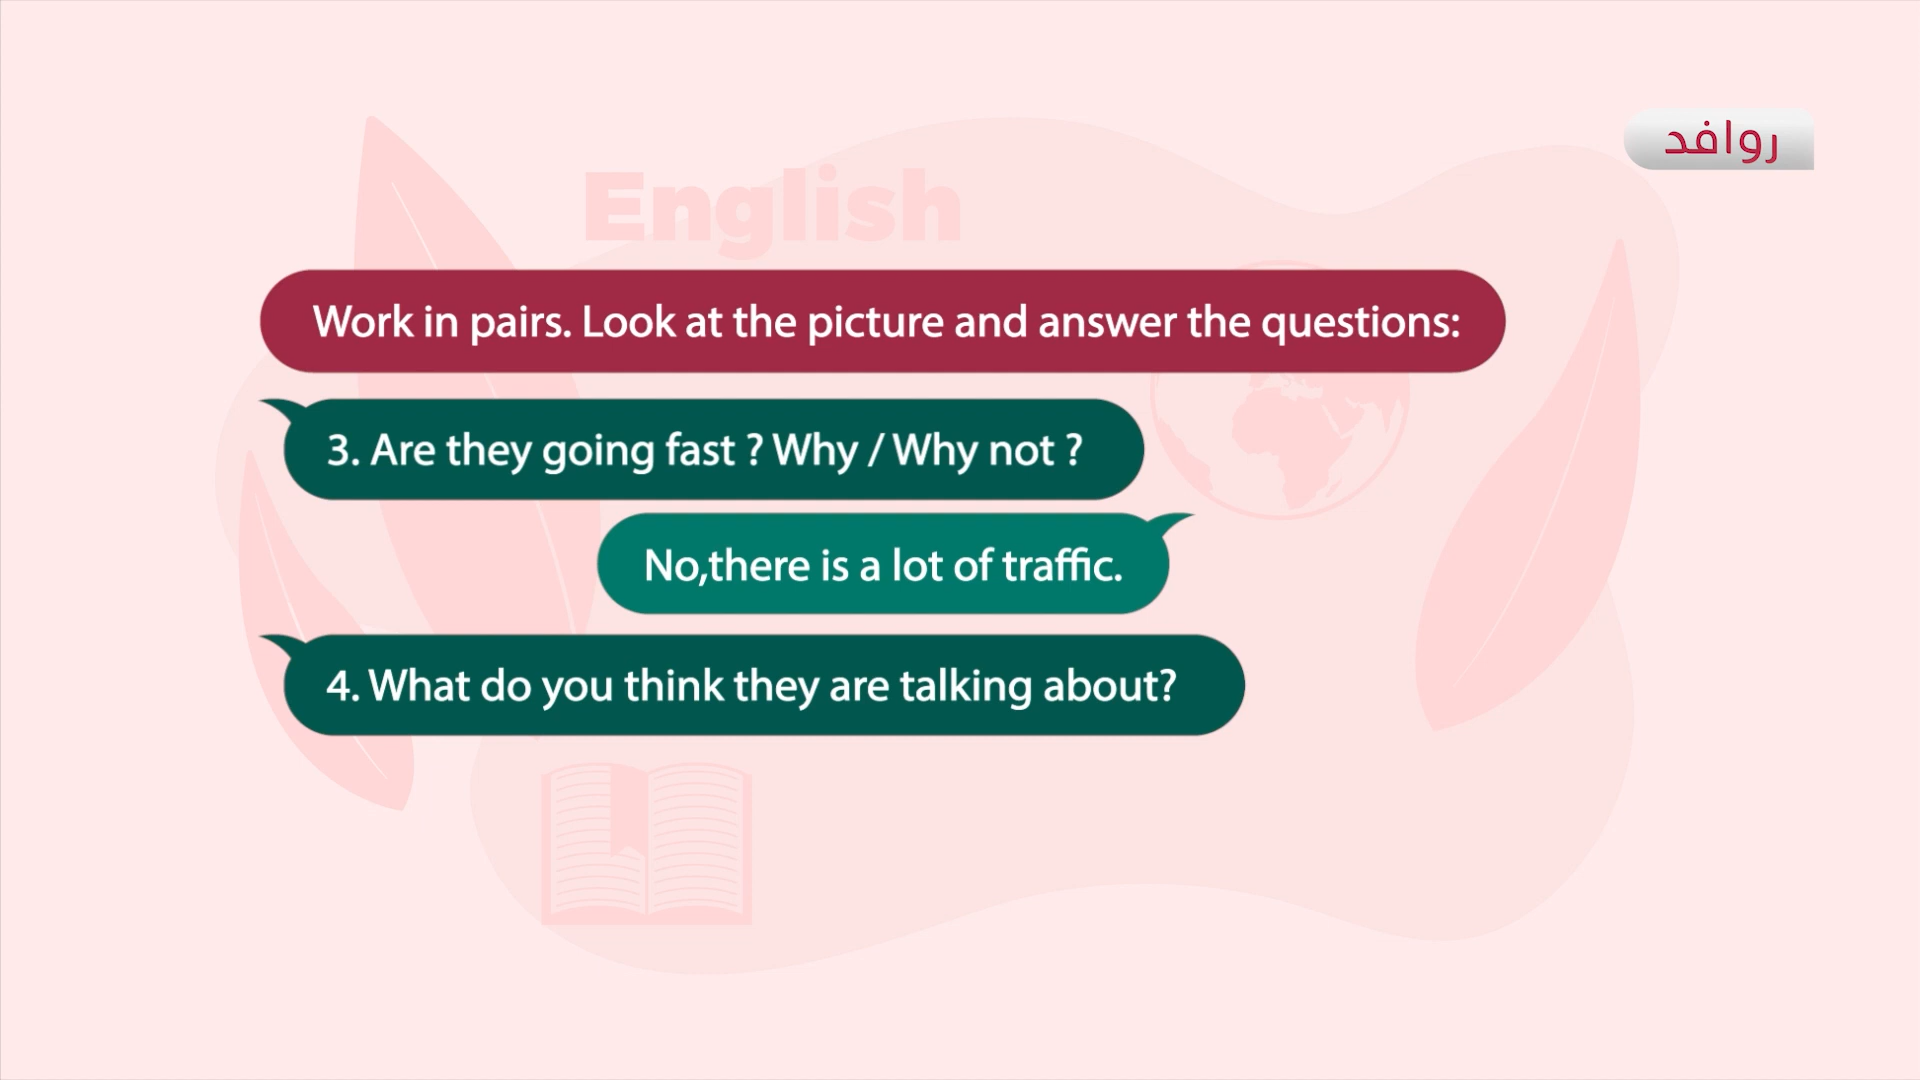 روافد
English
Work in pairs. Look at the picture and answer the questions:
3. Are they going fast ? Why / Why not ?
No,there is a lot of traffic.
4. What do you think they are talking about?